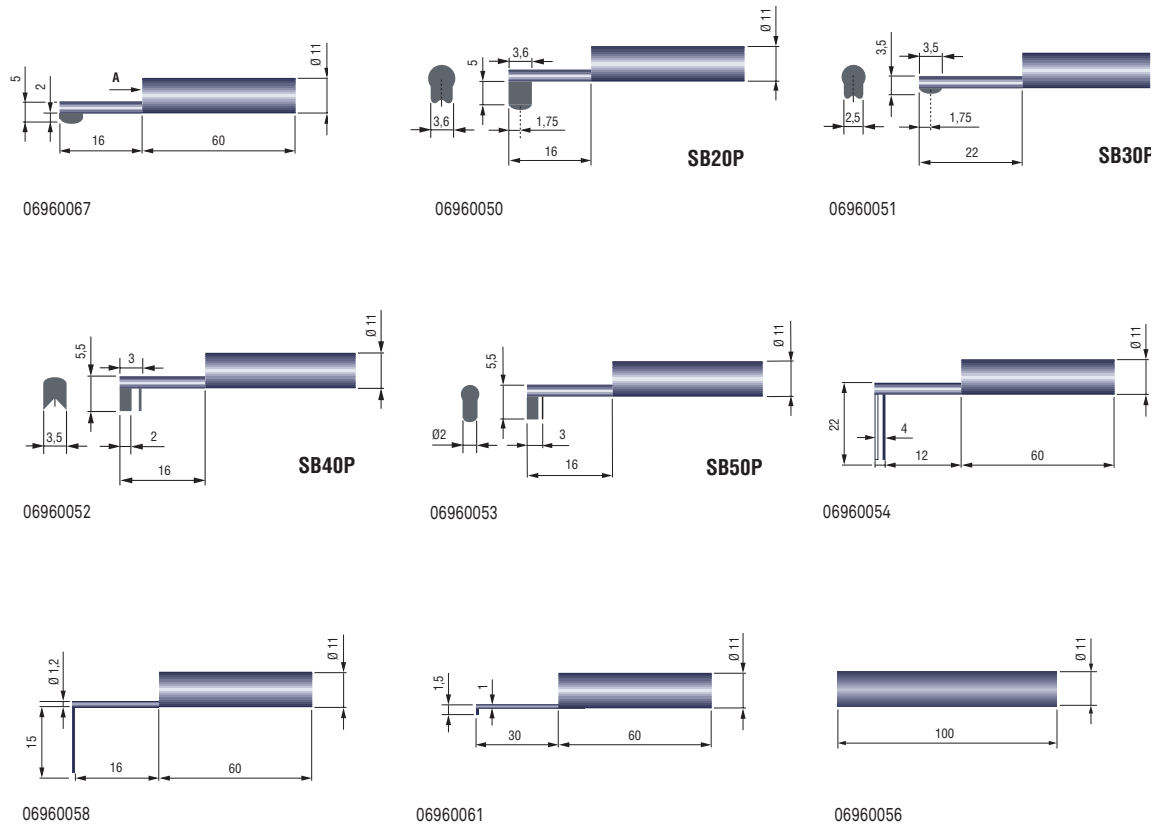 5
2
A
Ø 11
16
60
06960067
3,6
5
Ø 11
3,6
1,75
16
SB20P
06960050
3,5
3,5
2,5
1,75
22
SB30P
06960051
5,5
3
Ø 11
3,5
2
16
SB40P
06960052
5,5
Ø 11
Ø2
3
16
SB50P
06960053
Ø 11
22
4
12
60
06960054
Ø 1,2
Ø 11
15
16
60
06960058
1,5
1
Ø 11
30
60
06960061
Ø 11
100
06960056